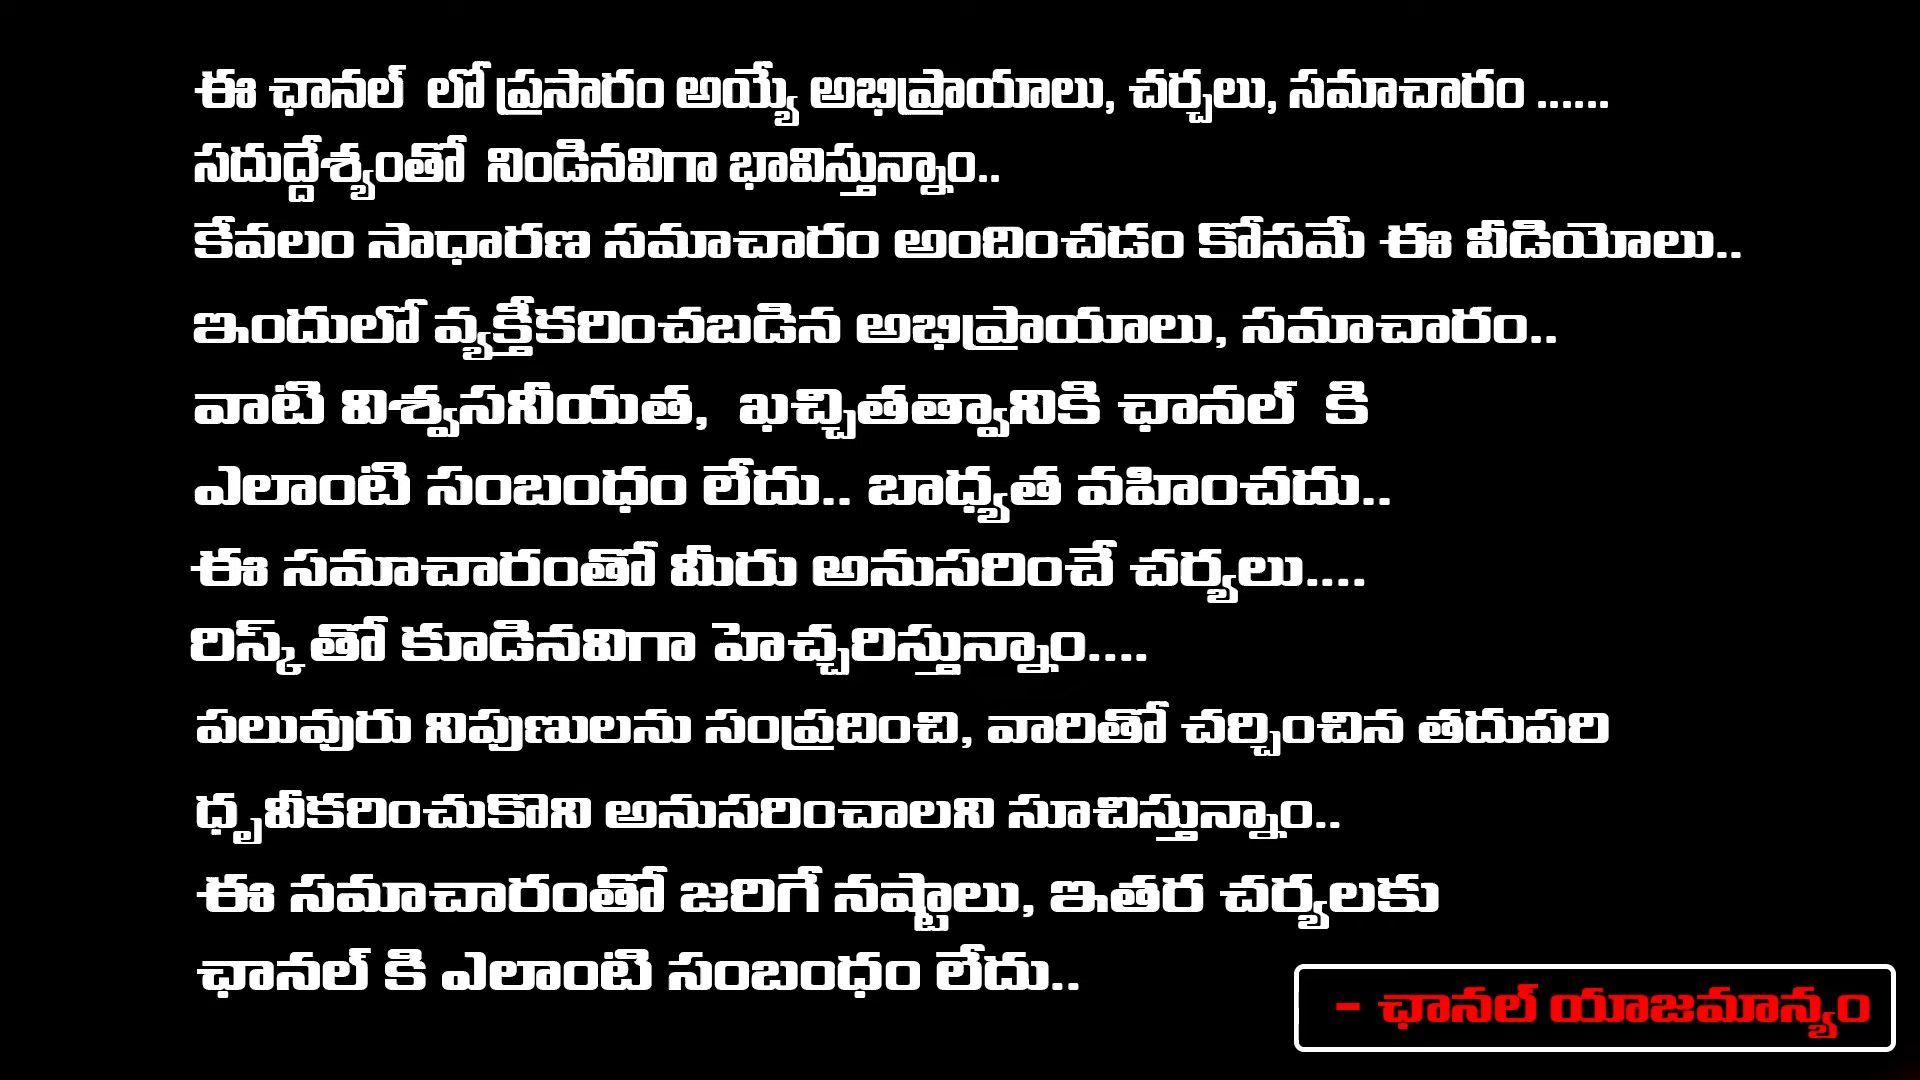 ఈ ఛానల్ లో ప్రసారం అయ్యే అభిప్రాయాలు, చర్చలు, సమాచారం ......
సదుద్దేశ్యంతో నిండినవిగా భావిస్తున్నాం..
కేవలం సాధారణ సమాచారం అందించడం కోసమే ఈ వీడియోలు..
ఇందులో వ్యక్తీకరించబడిన అభిప్రాయాలు, సమాచారం..
వాటి విశ్వసనీయత, ఖచ్చితత్వానికి ఛానల్ కి
ఎలాంటి సంబంధం లేదు.. బాధ్యత వహించదు..
ఈ సమాచారంతో మీరు అనుసరించే చర్యలు....
రిస్క్ తో కూడినవిగా హెచ్చరిస్తున్నాం....
పలువురు నిపుణులను సంప్రదించి, వారితో చర్చించిన తదుపరి
ధృవీకరించుకొని అనుసరించాలని సూచిస్తున్నాం..
ఈ సమాచారంతో జరిగే నష్టాలు, ఇతర చర్యలకు
ఛానల్ కి ఎలాంటి సంబంధం లేదు..
- ఛానల్ యాజమాన్యం